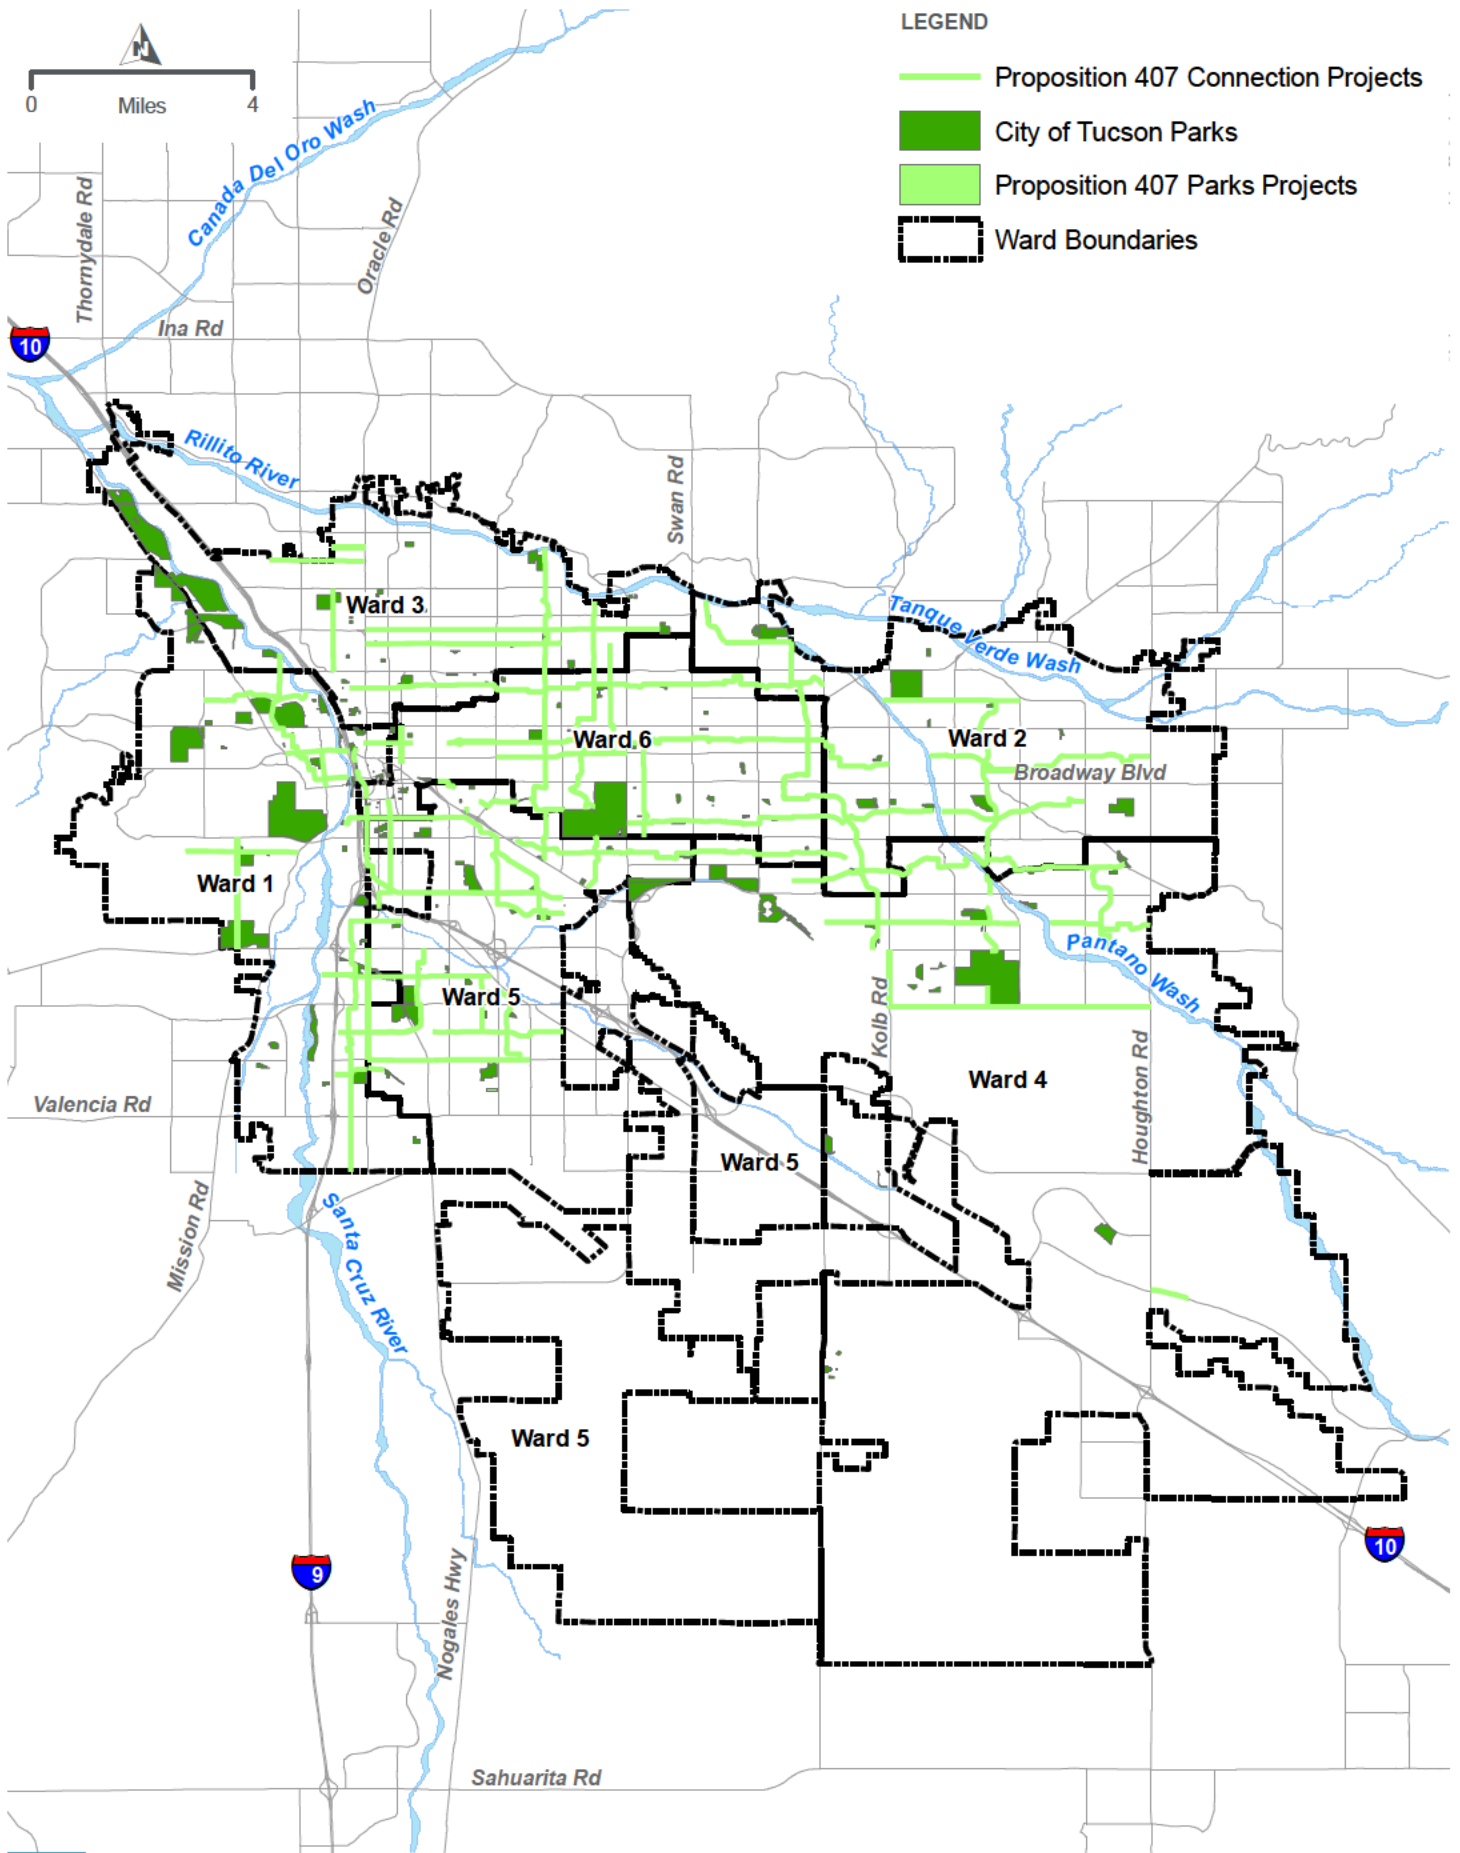 LEGEND
N
0 Miles 4
Proposition 407 Connection Projects
City of Tucson Parks
Proposition 407 Parks Projects
Ward Boundaries
Canada Del Oro Wash
Thornydale Rd
Oracle Rd
Ina Rd
10
Rillito River
Swan Rd
Ward 3
Tanque Verde Wash
Ward 6
Ward 2
Broadway Blvd
Ward 1
Pantano Wash
Ward 5
Kolb Rd
Houghton Rd
Ward 4
Valencia Rd
Ward 5
Mission Rd
Santa Cruz River
Ward 5
10
9
Nogales Hwy
Sahuarita Rd